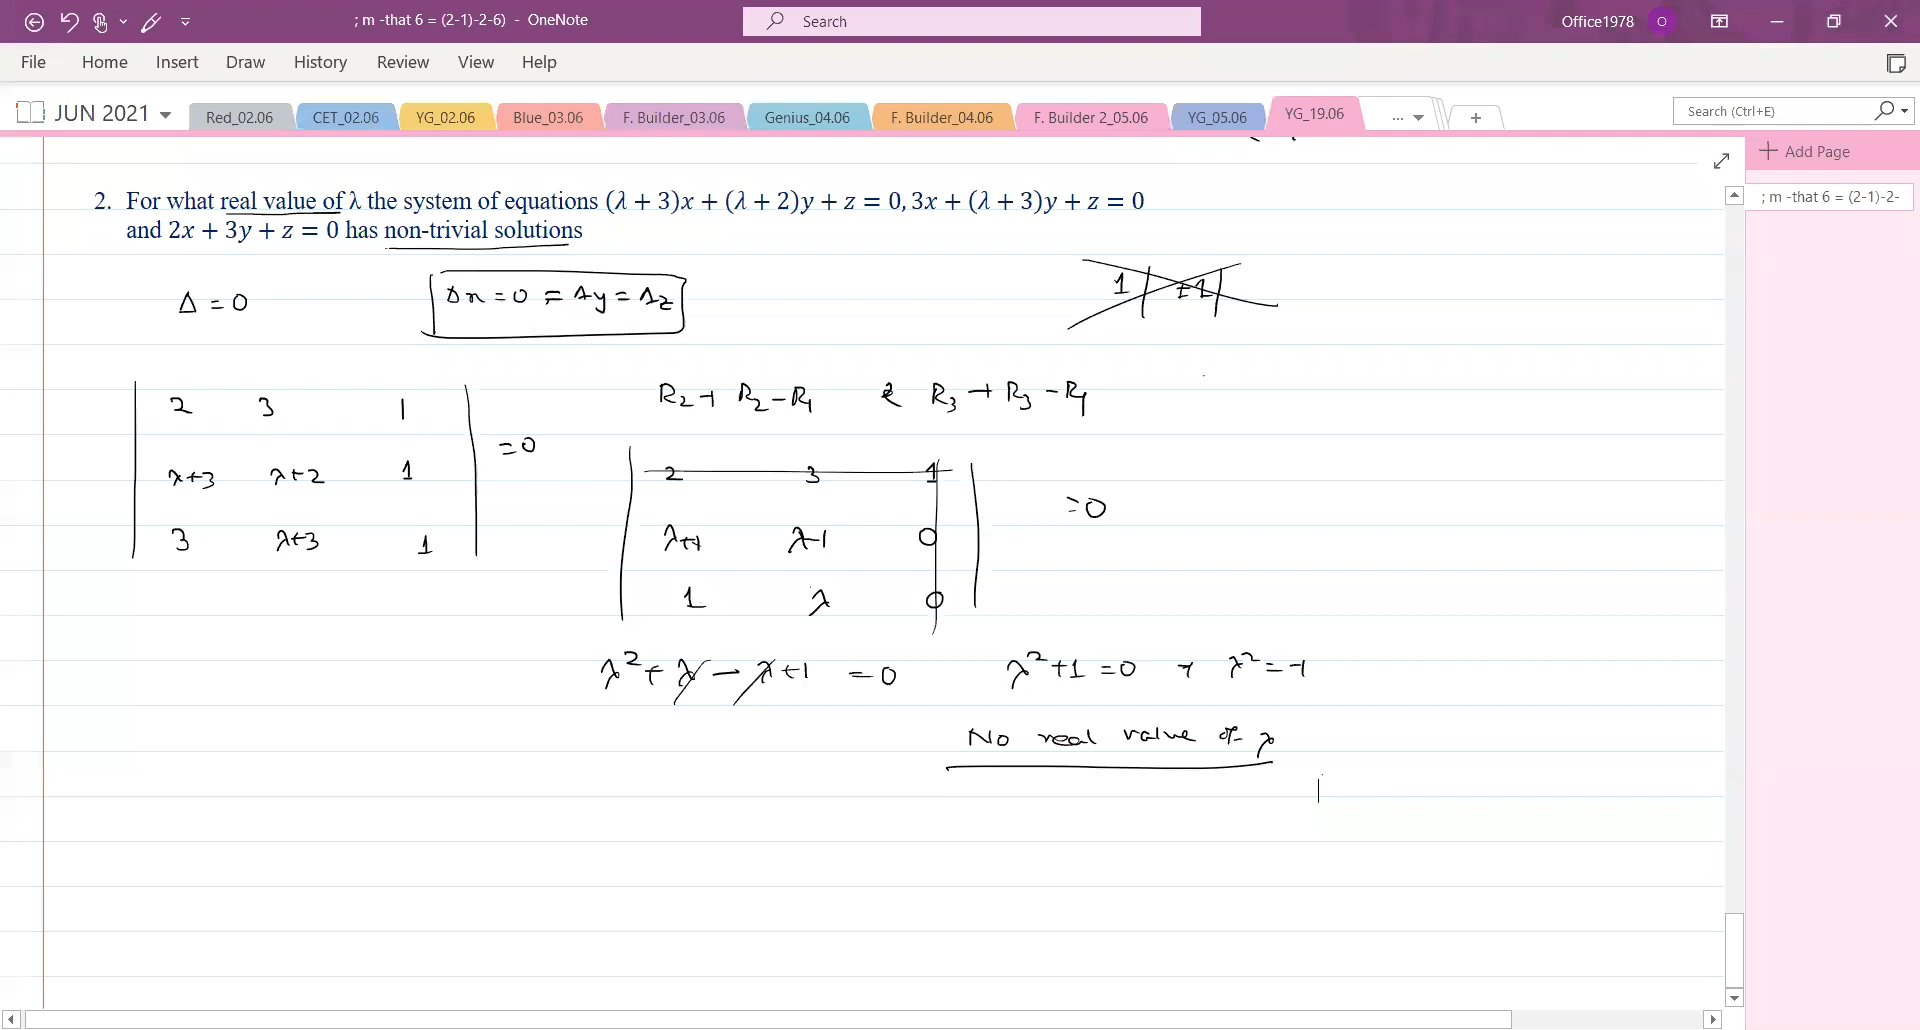 ; m -that 6 = (2-1)-2-6) - OneNote
Search
Office1978
O
File Home Insert Draw History Review View Help
JUN 2021
Red_02.06 CET_02.06 YG_02.06 Blue_03.06 F. Builder_03.06 Genius_04.06 F. Builder_04.06 F. Builder 2_05.06 YG_05.06 YG_19.06 ... +
Search (Ctrl+E)
+ Add Page
; m -that 6 = (2-1)-2-
2. For what real value of λ the system of equations (λ + 3)x + (λ + 2)y + z = 0, 3x + (λ + 3)y + z = 0
and 2x + 3y + z = 0 has non-trivial solutions
Δ = 0
Δx = 0 = Δy = Δz
1 | ±1 |
R₂ → R₂ - R₁ & R₃ → R₃ - R₁
2 3 1
λ+3 λ+2 1
3 λ+3 1
= 0
2 3 1
λ+1 λ-1 0
1 λ 0
= 0
λ² + λ - λ + 1 = 0
λ² + 1 = 0 → λ² = -1
No real value of λ